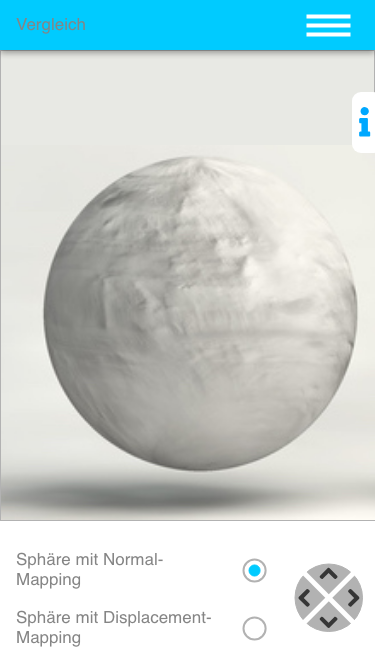 Vergleich
i
Sphäre mit Normal-
Mapping
Sphäre mit Displacement-
Mapping